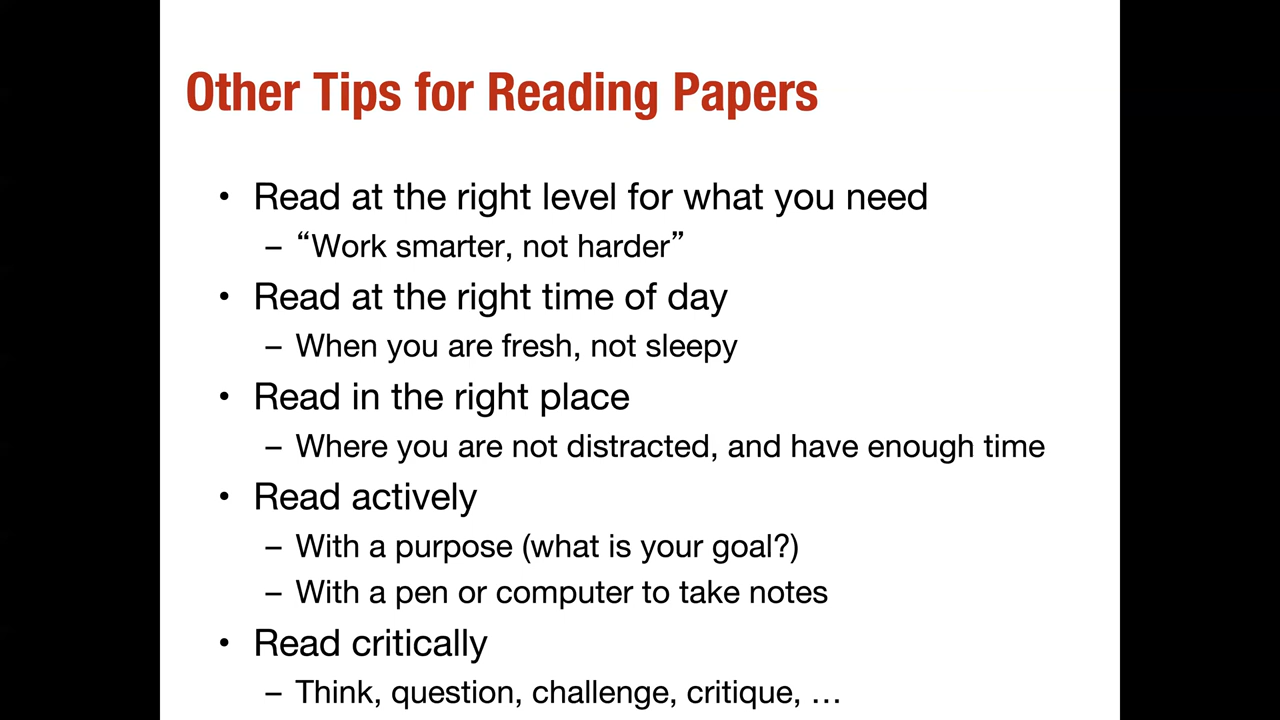 Other Tips for Reading Papers
• Read at the right level for what you need
– “Work smarter, not harder”
• Read at the right time of day
– When you are fresh, not sleepy
• Read in the right place
– Where you are not distracted, and have enough time
• Read actively
– With a purpose (what is your goal?)
– With a pen or computer to take notes
• Read critically
– Think, question, challenge, critique, …